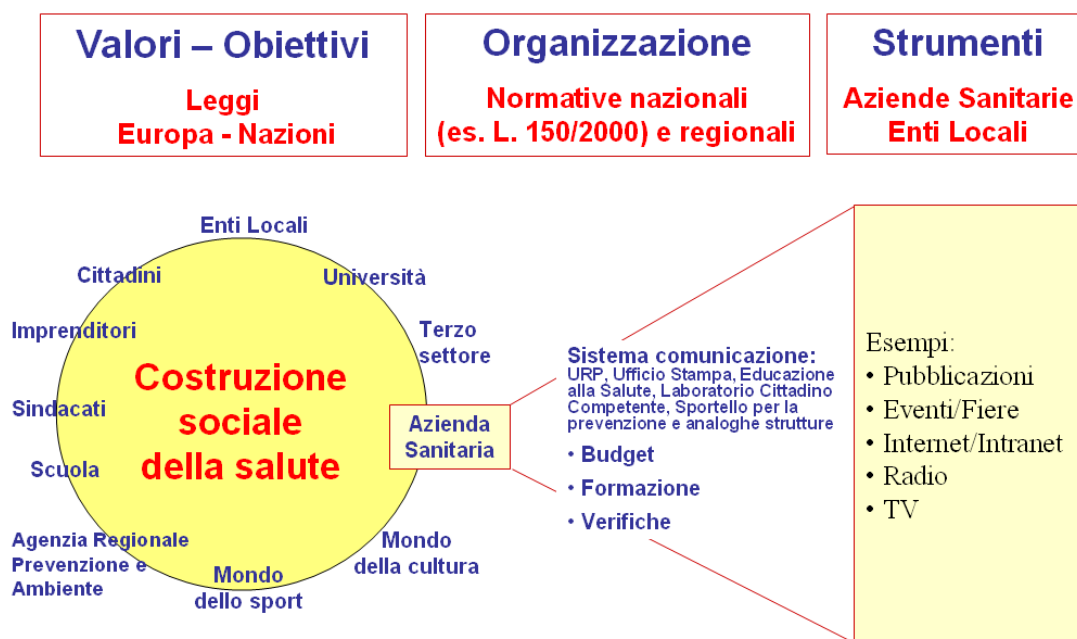 Valori – Obiettivi
Leggi
Europa - Nazioni
Organizzazione
Normative nazionali
(es. L. 150/2000) e regionali
Strumenti
Aziende Sanitarie
Enti Locali
Enti Locali
Cittadini
Università
Imprenditori
Terzo
settore
Costruzione
sociale
della salute
Sindacati
Azienda
Sanitaria
Scuola
Agenzia Regionale
Prevenzione e
Ambiente
Mondo
dello sport
Mondo
della cultura
Sistema comunicazione:
URP, Ufficio Stampa, Educazione
alla Salute, Laboratorio Cittadino
Competente, Sportello per la
prevenzione e analoghe strutture
• Budget
• Formazione
• Verifiche
Esempi:
• Pubblicazioni
• Eventi/Fiere
• Internet/Intranet
• Radio
• TV